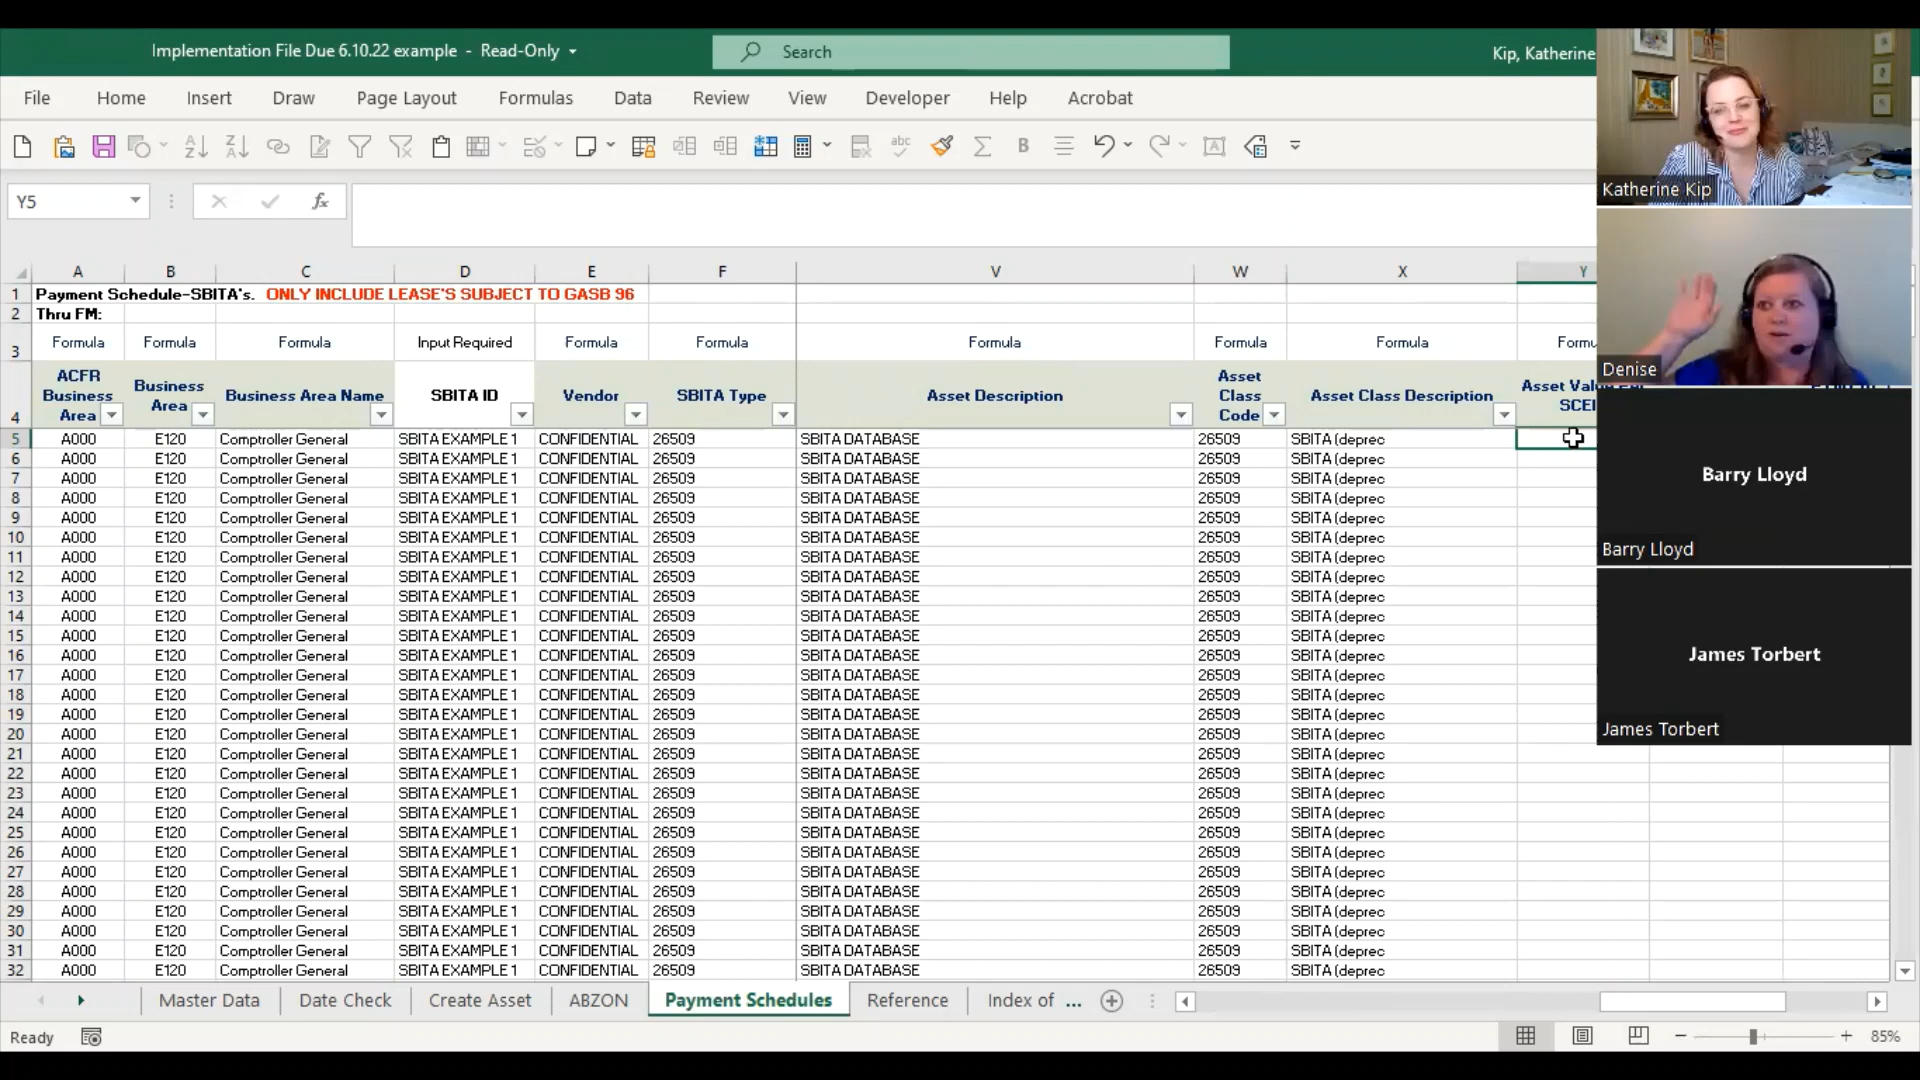 Implementation File Due 6.10.22 example - Read-Only
Search
Kip, Katherine
File Home Insert Draw Page Layout Formulas Data Review View Developer Help Acrobat
Katherine Kip
Y5
fx
Denise
A B C D E F V W X Y
1 Payment Schedule-SBITA's. ONLY INCLUDE LEASE'S SUBJECT TO GASB 96
2 Thru FM:
3 Formula Formula Formula Input Required Formula Formula Formula Formula Formula
4 ACFR Business Area Business Area Business Area Name SBITA ID Vendor SBITA Type Asset Description Asset Class Code Asset Class Description Asset
5 A000 E120 Comptroller General SBITA EXAMPLE 1 CONFIDENTIAL 26509 SBITA DATABASE 26509 SBITA (deprec
6 A000 E120 Comptroller General SBITA EXAMPLE 1 CONFIDENTIAL 26509 SBITA DATABASE 26509 SBITA (deprec
7 A000 E120 Comptroller General SBITA EXAMPLE 1 CONFIDENTIAL 26509 SBITA DATABASE 26509 SBITA (deprec
8 A000 E120 Comptroller General SBITA EXAMPLE 1 CONFIDENTIAL 26509 SBITA DATABASE 26509 SBITA (deprec
9 A000 E120 Comptroller General SBITA EXAMPLE 1 CONFIDENTIAL 26509 SBITA DATABASE 26509 SBITA (deprec
10 A000 E120 Comptroller General SBITA EXAMPLE 1 CONFIDENTIAL 26509 SBITA DATABASE 26509 SBITA (deprec
11 A000 E120 Comptroller General SBITA EXAMPLE 1 CONFIDENTIAL 26509 SBITA DATABASE 26509 SBITA (deprec
12 A000 E120 Comptroller General SBITA EXAMPLE 1 CONFIDENTIAL 26509 SBITA DATABASE 26509 SBITA (deprec
13 A000 E120 Comptroller General SBITA EXAMPLE 1 CONFIDENTIAL 26509 SBITA DATABASE 26509 SBITA (deprec
14 A000 E120 Comptroller General SBITA EXAMPLE 1 CONFIDENTIAL 26509 SBITA DATABASE 26509 SBITA (deprec
15 A000 E120 Comptroller General SBITA EXAMPLE 1 CONFIDENTIAL 26509 SBITA DATABASE 26509 SBITA (deprec
16 A000 E120 Comptroller General SBITA EXAMPLE 1 CONFIDENTIAL 26509 SBITA DATABASE 26509 SBITA (deprec
17 A000 E120 Comptroller General SBITA EXAMPLE 1 CONFIDENTIAL 26509 SBITA DATABASE 26509 SBITA (deprec
18 A000 E120 Comptroller General SBITA EXAMPLE 1 CONFIDENTIAL 26509 SBITA DATABASE 26509 SBITA (deprec
19 A000 E120 Comptroller General SBITA EXAMPLE 1 CONFIDENTIAL 26509 SBITA DATABASE 26509 SBITA (deprec
20 A000 E120 Comptroller General SBITA EXAMPLE 1 CONFIDENTIAL 26509 SBITA DATABASE 26509 SBITA (deprec
21 A000 E120 Comptroller General SBITA EXAMPLE 1 CONFIDENTIAL 26509 SBITA DATABASE 26509 SBITA (deprec
22 A000 E120 Comptroller General SBITA EXAMPLE 1 CONFIDENTIAL 26509 SBITA DATABASE 26509 SBITA (deprec
23 A000 E120 Comptroller General SBITA EXAMPLE 1 CONFIDENTIAL 26509 SBITA DATABASE 26509 SBITA (deprec
24 A000 E120 Comptroller General SBITA EXAMPLE 1 CONFIDENTIAL 26509 SBITA DATABASE 26509 SBITA (deprec
25 A000 E120 Comptroller General SBITA EXAMPLE 1 CONFIDENTIAL 26509 SBITA DATABASE 26509 SBITA (deprec
26 A000 E120 Comptroller General SBITA EXAMPLE 1 CONFIDENTIAL 26509 SBITA DATABASE 26509 SBITA (deprec
27 A000 E120 Comptroller General SBITA EXAMPLE 1 CONFIDENTIAL 26509 SBITA DATABASE 26509 SBITA (deprec
28 A000 E120 Comptroller General SBITA EXAMPLE 1 CONFIDENTIAL 26509 SBITA DATABASE 26509 SBITA (deprec
29 A000 E120 Comptroller General SBITA EXAMPLE 1 CONFIDENTIAL 26509 SBITA DATABASE 26509 SBITA (deprec
30 A000 E120 Comptroller General SBITA EXAMPLE 1 CONFIDENTIAL 26509 SBITA DATABASE 26509 SBITA (deprec
31 A000 E120 Comptroller General SBITA EXAMPLE 1 CONFIDENTIAL 26509 SBITA DATABASE 26509 SBITA (deprec
32 A000 E120 Comptroller General SBITA EXAMPLE 1 CONFIDENTIAL 26509 SBITA DATABASE 26509 SBITA (deprec
Barry Lloyd
Barry Lloyd
James Torbert
James Torbert
Master Data Date Check Create Asset ABZON Payment Schedules Reference Index of ...
Ready
85%